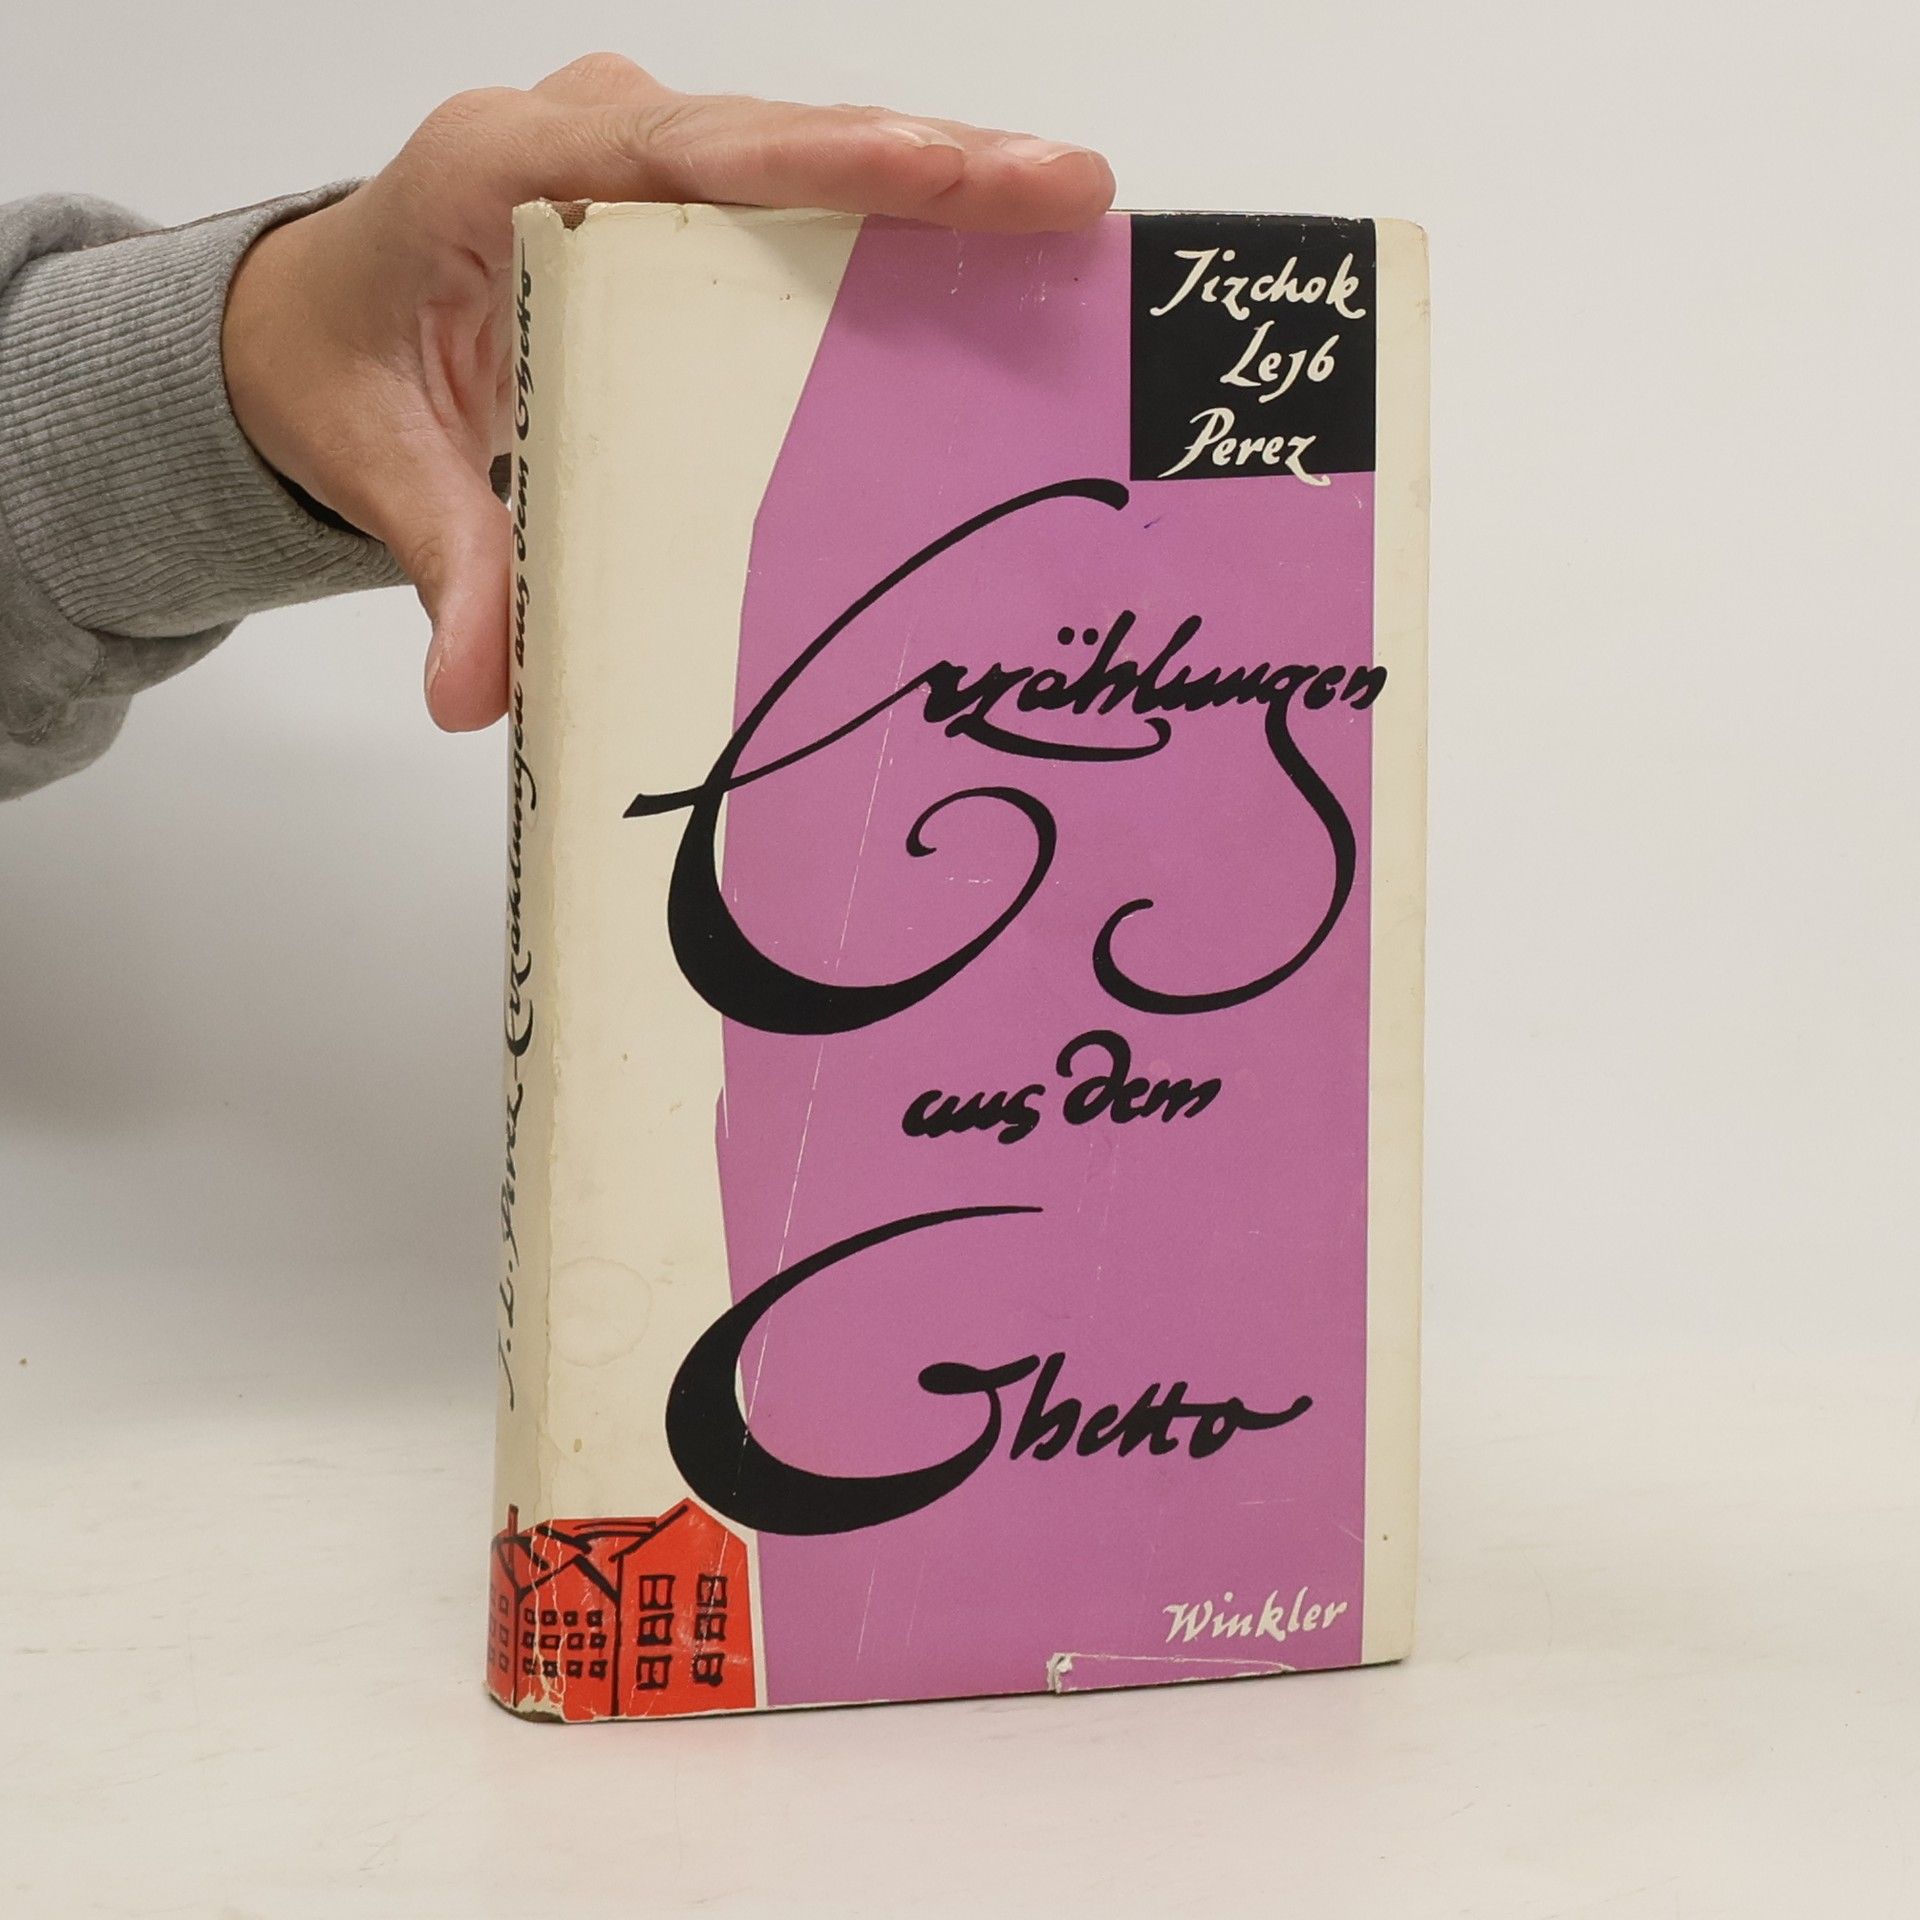 Jizchok
Lejb
Perez
Erzählungen
aus dem
Ghetto
Winkler
J. L. Perez Erzählungen aus dem Ghetto